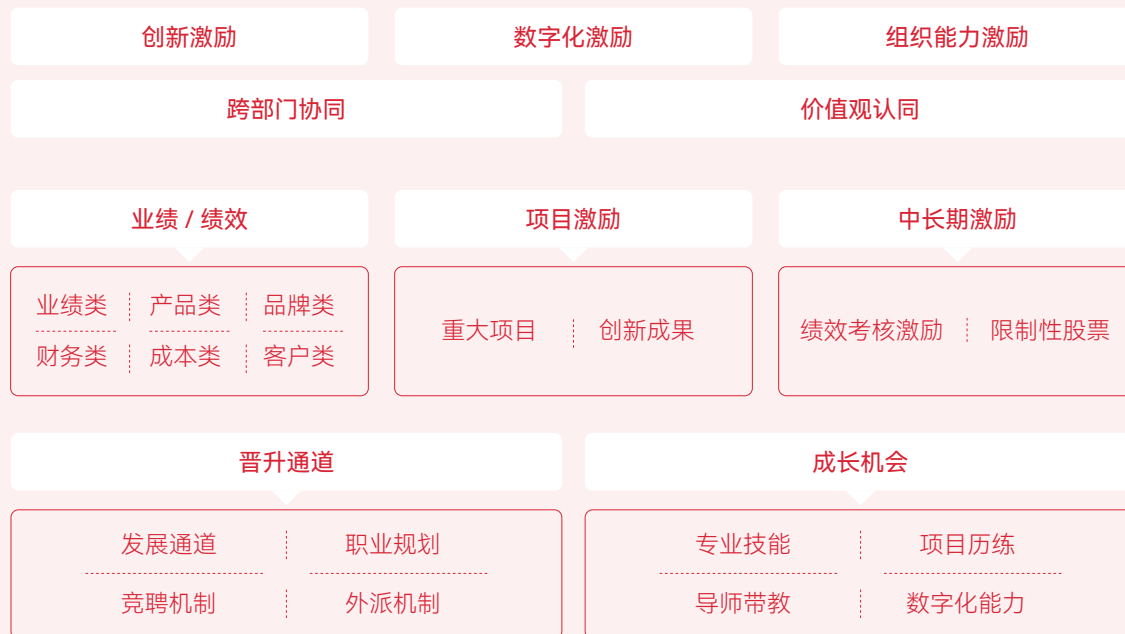 创新激励 数字化激励 组织能力激励
跨部门协同 价值观认同
业绩 / 绩效 项目激励 中长期激励
业绩类 产品类 品牌类
财务类 成本类 客户类
重大项目 创新成果
绩效考核激励 限制性股票
晋升通道 成长机会
发展通道 职业规划
竞聘机制 外派机制
专业技能 项目历练
导师带教 数字化能力